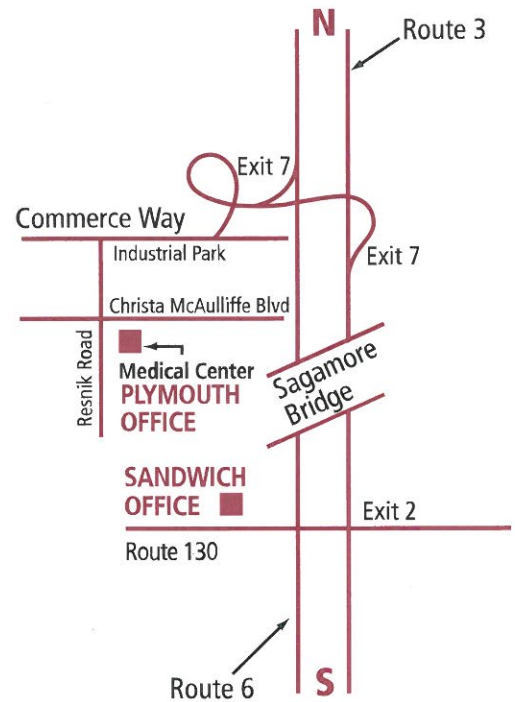 N
Route 3
Exit 7
Commerce Way
Industrial Park
Exit 7
Christa McAulliffe Blvd
Resnik Road
Medical Center
PLYMOUTH
OFFICE
Sagamore
Bridge
SANDWICH
OFFICE
Exit 2
Route 130
Route 6
S